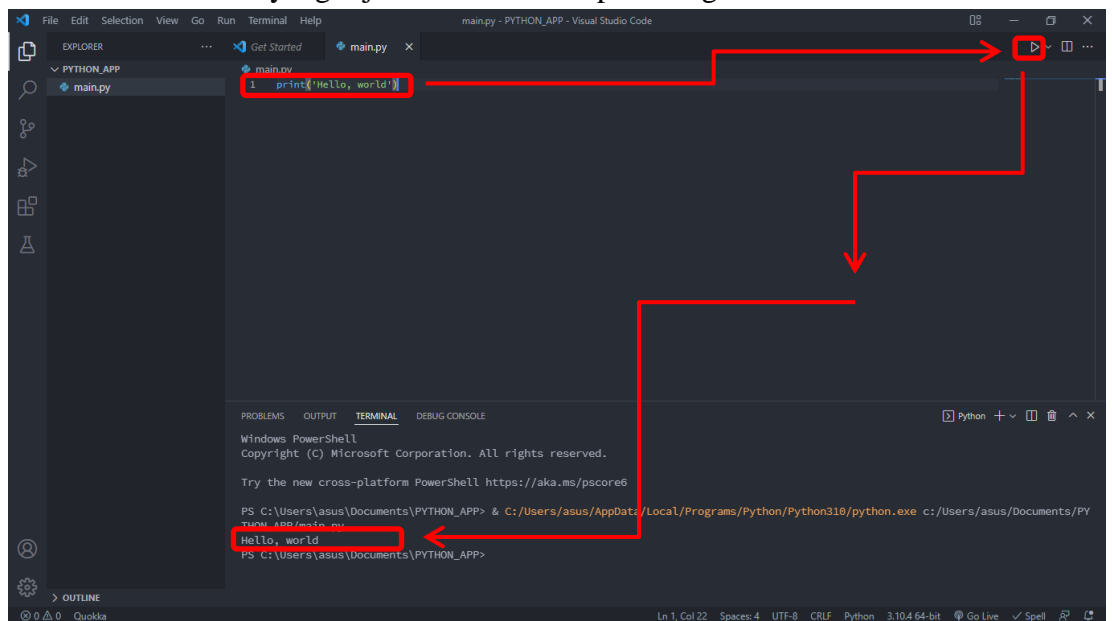 File Edit Selection View Go Run Terminal Help main.py - PYTHON_APP - Visual Studio Code
EXPLORER ... Get Started main.py ×
PYTHON_APP
main.py
main.py
1 print('Hello, world')
PROBLEMS OUTPUT TERMINAL DEBUG CONSOLE Python
Windows PowerShell
Copyright (C) Microsoft Corporation. All rights reserved.
Try the new cross-platform PowerShell https://aka.ms/pscore6
PS C:\Users\asus\Documents\PYTHON_APP> & C:/Users/asus/AppData/Local/Programs/Python/Python310/python.exe c:/Users/asus/Documents/PY
THON_APP/main.py
Hello, world
PS C:\Users\asus\Documents\PYTHON_APP>
OUTLINE
0 0 Quokka Ln 1, Col 22 Spaces: 4 UTF-8 CRLF Python 3.10.4 64-bit Go Live Spell